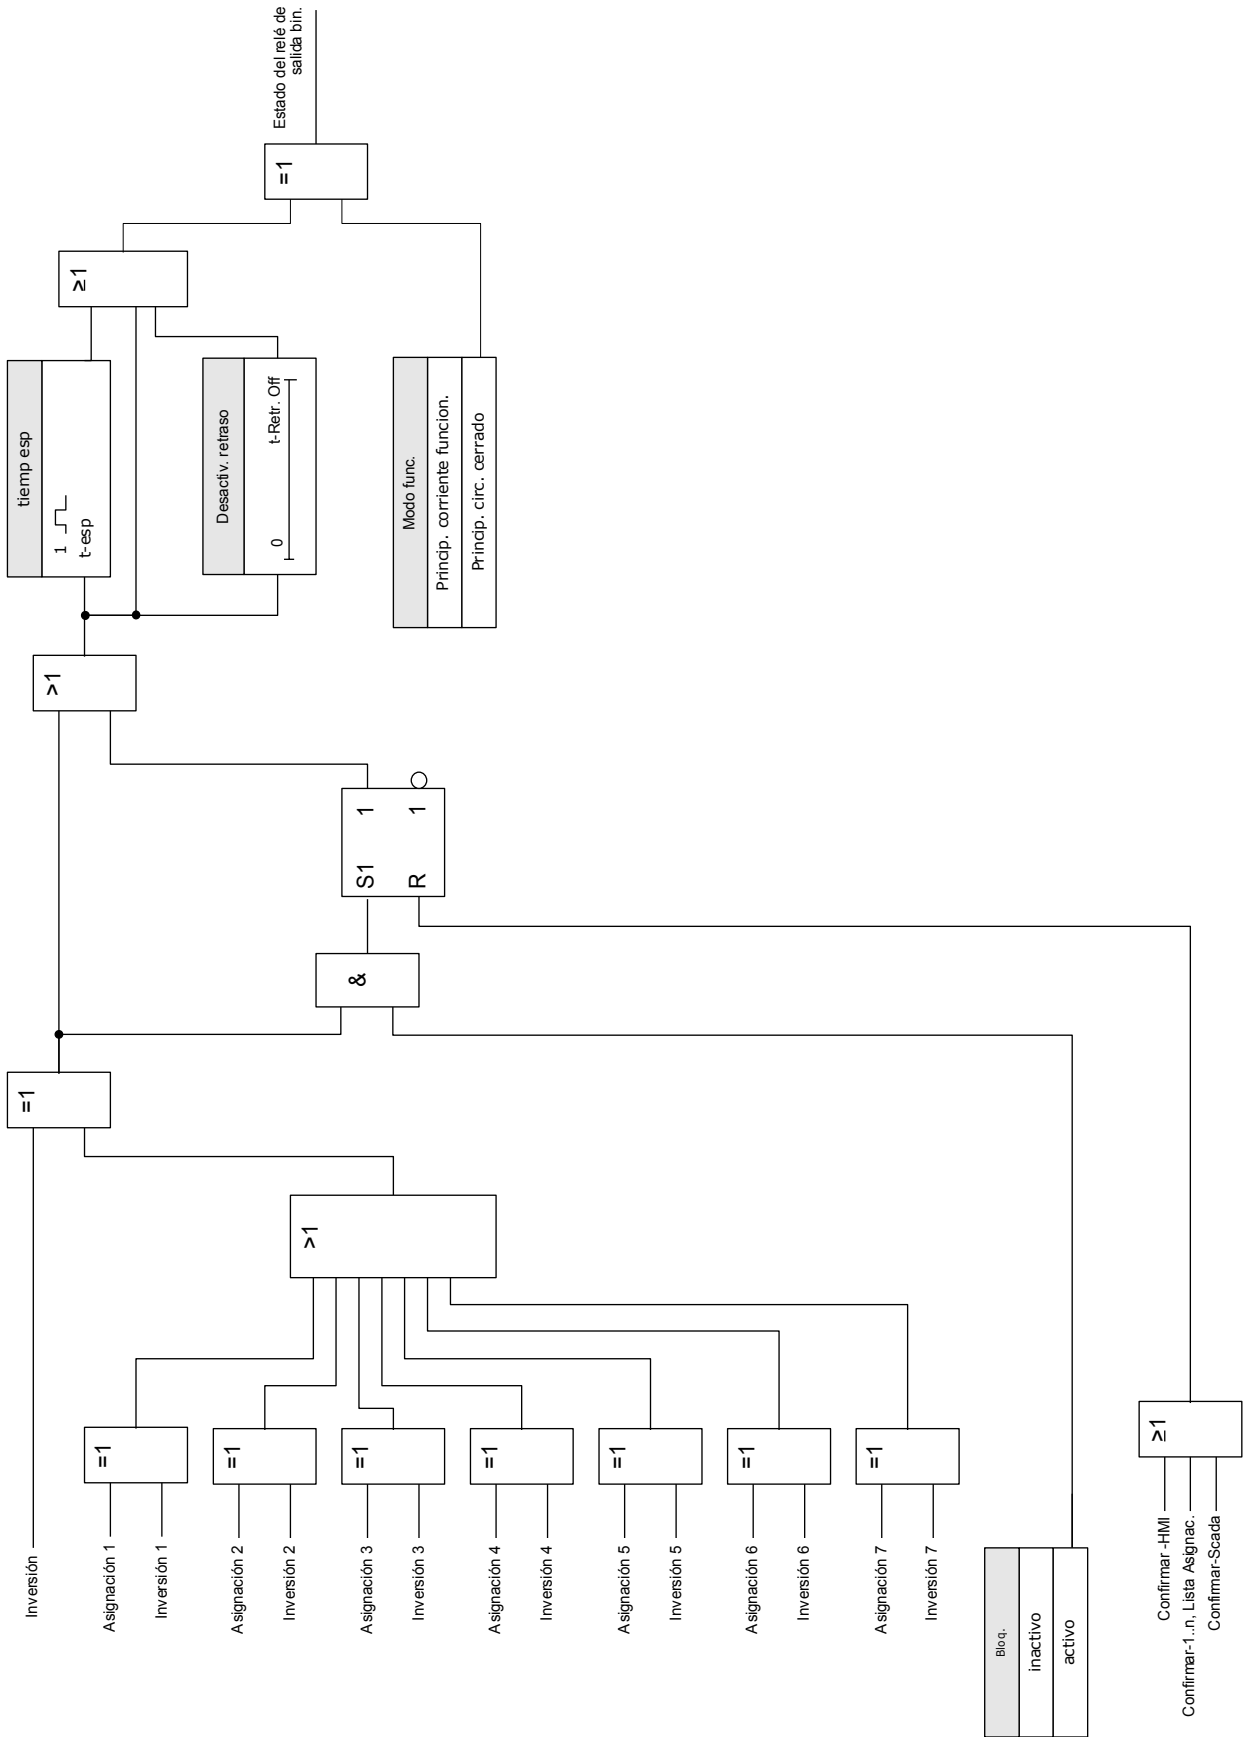 Inversión
Asignación 1
Inversión 1
Asignación 2
Inversión 2
Asignación 3
Inversión 3
Asignación 4
Inversión 4
Asignación 5
Inversión 5
Asignación 6
Inversión 6
Asignación 7
Inversión 7
Bloq.
inactivo
activo
Confirmar -HMI
Confirmar-1..n, Lista Asignac.
Confirmar-Scada
=1
=1
=1
=1
=1
=1
=1
≥1
>1
=1
&
S1 1
R 1
>1
tiemp esp
1
t-esp
Desactiv. retraso
0 t-Retr. Off
Modo func.
Princip. corriente funcion.
Princip. circ. cerrado
≥1
=1
Estado del relé de
salida bin.